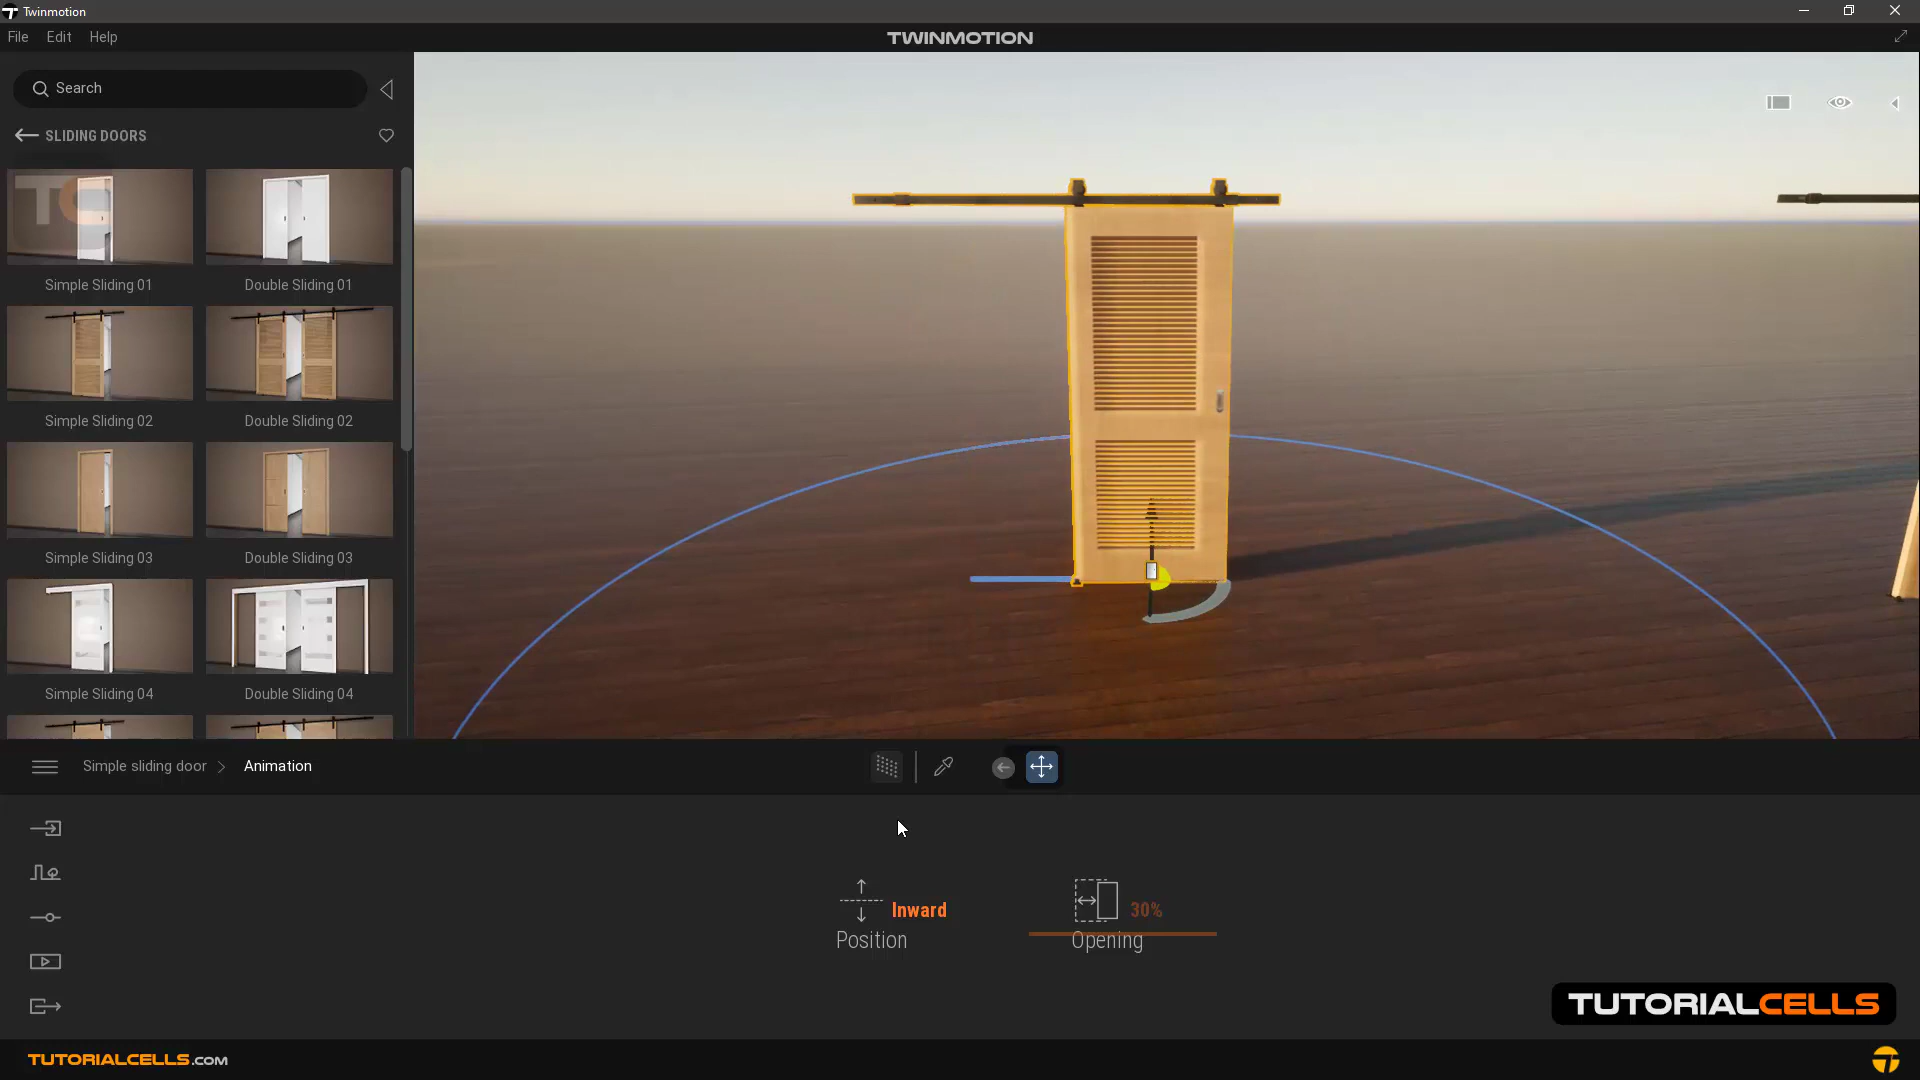 Twinmotion
File Edit Help
TWINMOTION
Search
SLIDING DOORS
TC
Simple Sliding 01
Double Sliding 01
Simple Sliding 02
Double Sliding 02
Simple Sliding 03
Double Sliding 03
Simple Sliding 04
Double Sliding 04
Simple sliding door > Animation
Inward
Position
30%
Opening
TUTORIALCELLS
TUTORIALCELLS.COM